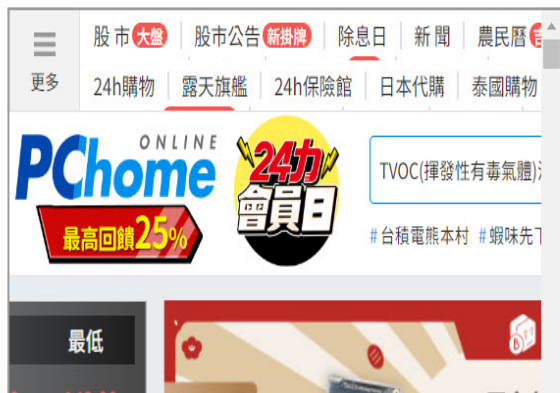 股市 大盤 股市公告 新掛牌 除息日 新聞 農民曆
更多
24h購物 露天旗艦 24h保險館 日本代購 泰國購物
ONLINE
PChome
24h
會員日
最高回饋25%
TVOC(揮發性有毒氣體)
#台積電熊本村 #蝦味先
最低